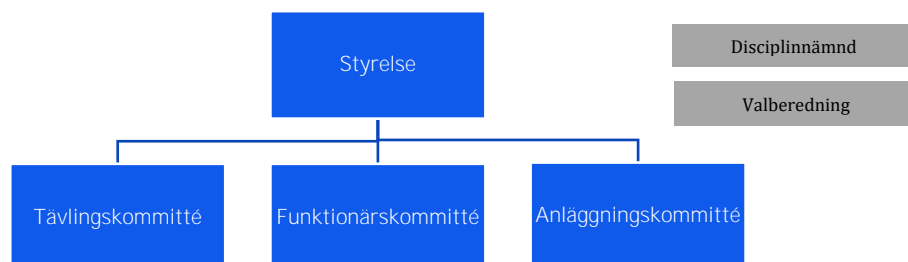 Styrelse
Disciplinnämnd
Valberedning
Tävlingskommitté
Funktionärskommitté
Anläggningskommitté